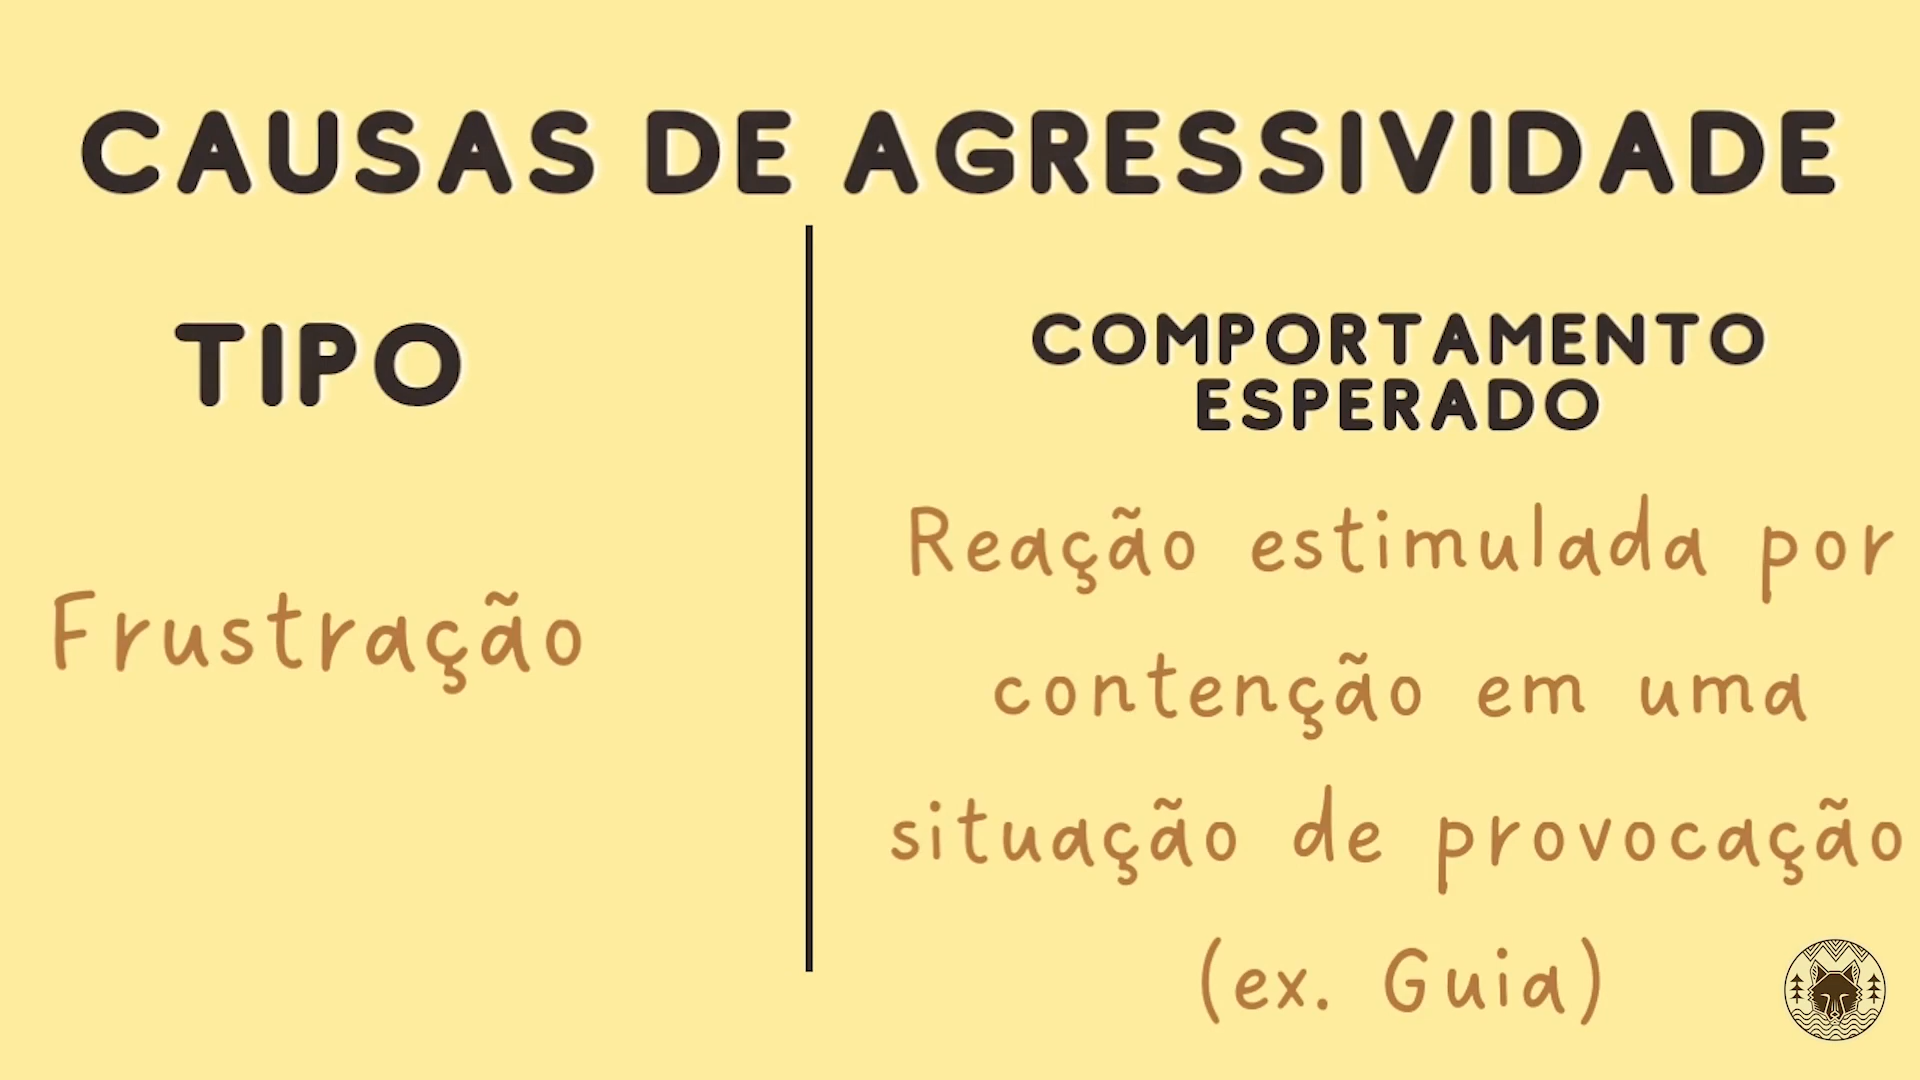 CAUSAS DE AGRESSIVIDADE
TIPO
Frustração
COMPORTAMENTO
ESPERADO
Reação estimulada por
contenção em uma
situação de provocação
(ex. Guia)